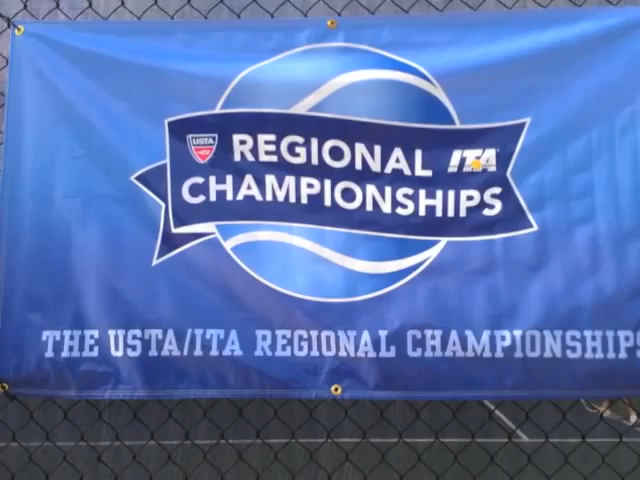 USTA
REGIONAL ITA
CHAMPIONSHIPS
THE USTA/ITA REGIONAL CHAMPIONSHIPS